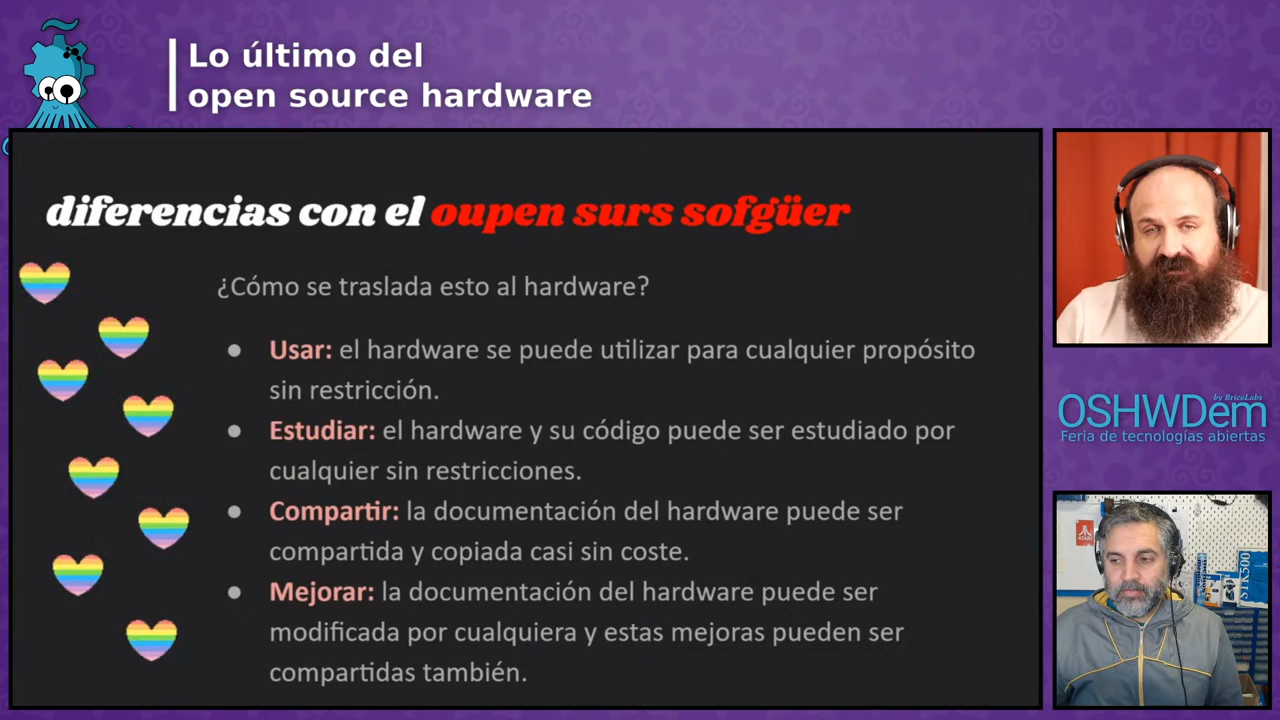 Lo último del
open source hardware
diferencias con el oupen surs sofgüer
¿Cómo se traslada esto al hardware?
● Usar: el hardware se puede utilizar para cualquier propósito
sin restricción.
● Estudiar: el hardware y su código puede ser estudiado por
cualquier sin restricciones.
● Compartir: la documentación del hardware puede ser
compartida y copiada casi sin coste.
● Mejorar: la documentación del hardware puede ser
modificada por cualquiera y estas mejoras pueden ser
compartidas también.
by BricoLabs
OSHWDem
Feria de tecnologías abiertas
ATARI
STK500